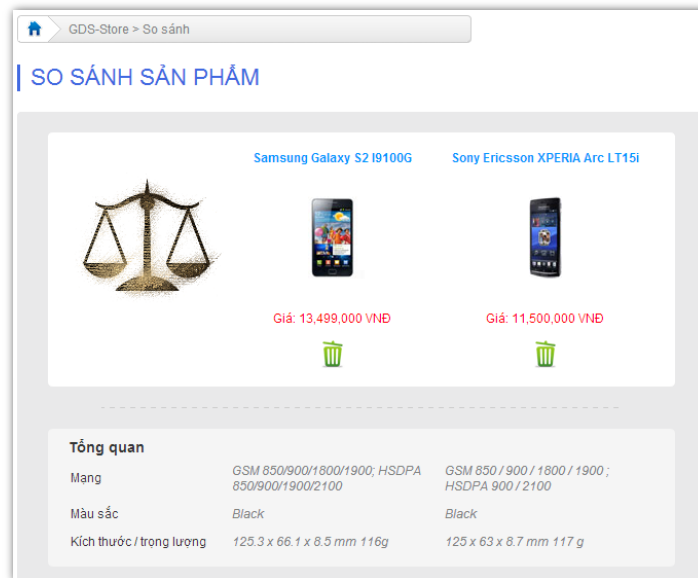 GDS-Store > So sánh
SO SÁNH SẢN PHẨM
Samsung Galaxy S2 I9100G
Sony Ericsson XPERIA Arc LT15i
Giá: 13,499,000 VNĐ
Giá: 11,500,000 VNĐ
Tổng quan
Mạng
GSM 850/900/1800/1900; HSDPA
850/900/1900/2100
GSM 850 / 900 / 1800 / 1900 ;
HSDPA 900 / 2100
Màu sắc
Black
Black
Kích thước / trọng lượng
125.3 x 66.1 x 8.5 mm 116g
125 x 63 x 8.7 mm 117 g